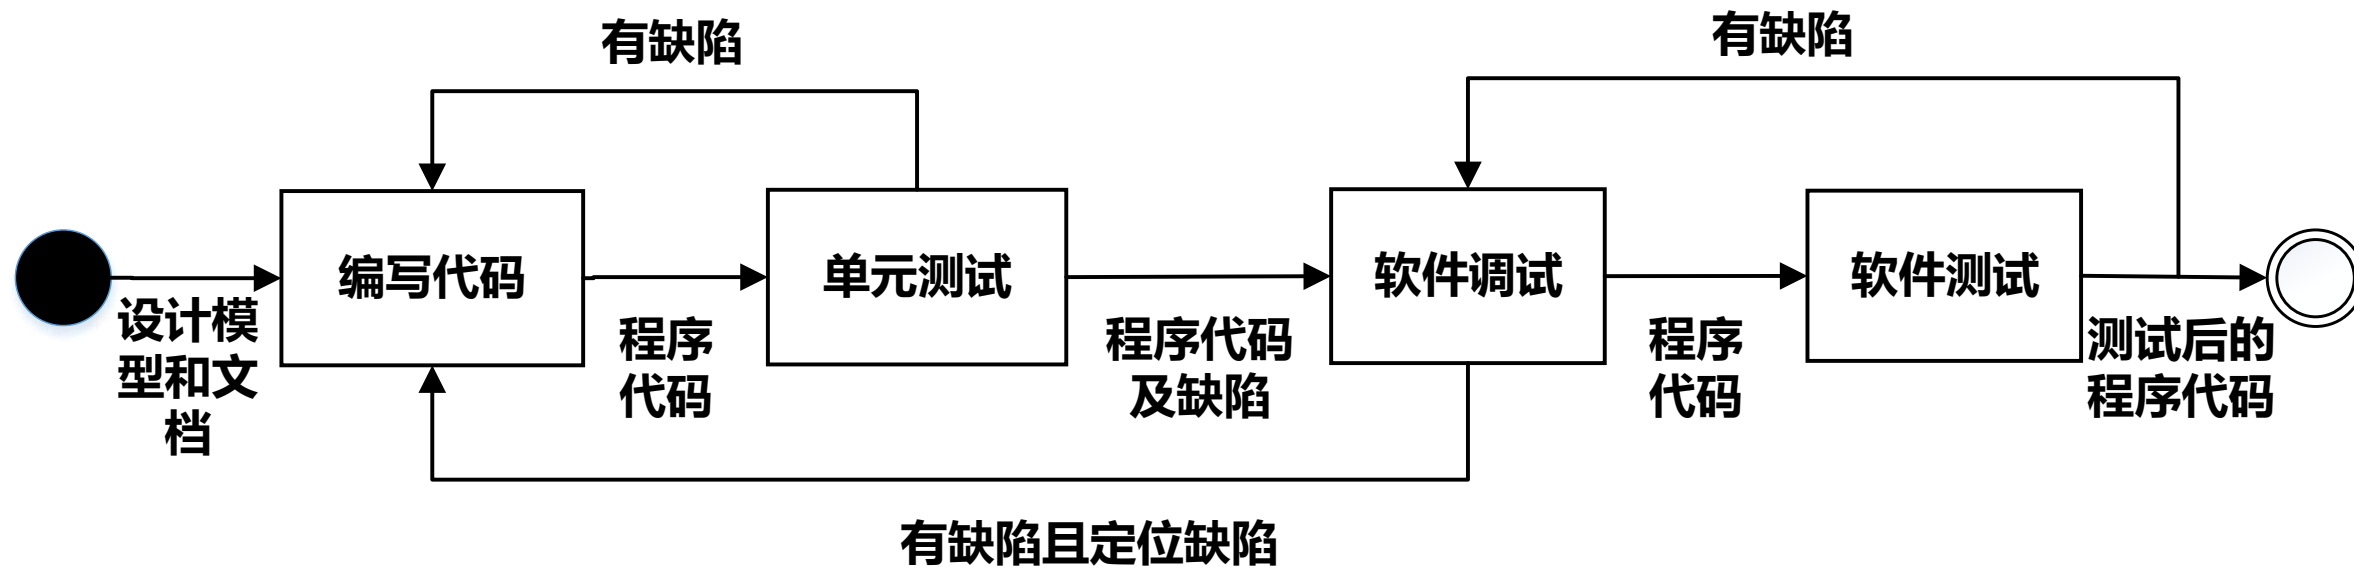 有缺陷
有缺陷
编写代码
单元测试
软件调试
软件测试
设计模
型和文
档
程序
代码
程序代码
及缺陷
程序
代码
测试后的
程序代码
有缺陷且定位缺陷